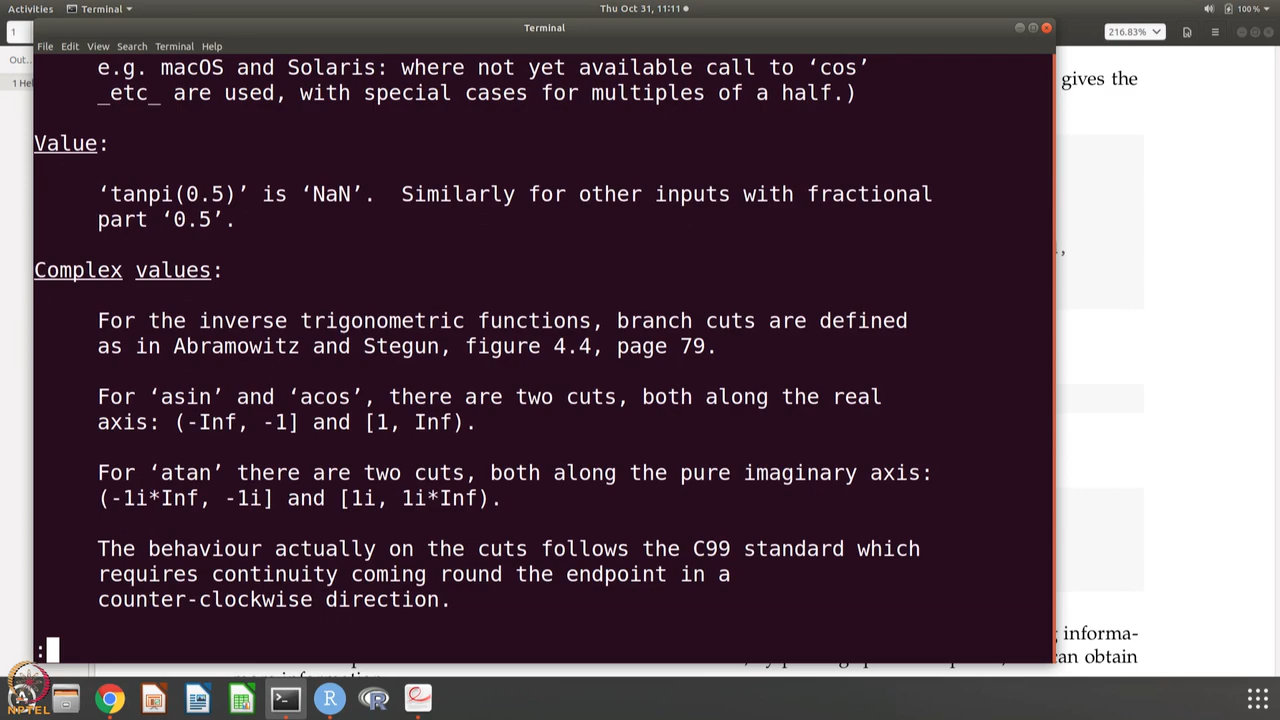 Activities Terminal Thu Oct 31, 11:11 100 %
1 Terminal 216.83%
File Edit View Search Terminal Help
Out...
1 Hel
e.g. macOS and Solaris: where not yet available call to ‘cos’
_etc_ are used, with special cases for multiples of a half.)
gives the
Value:
‘tanpi(0.5)’ is ‘NaN’. Similarly for other inputs with fractional
part ‘0.5’.
Complex values:
For the inverse trigonometric functions, branch cuts are defined
as in Abramowitz and Stegun, figure 4.4, page 79.
For ‘asin’ and ‘acos’, there are two cuts, both along the real
axis: (-Inf, -1] and [1, Inf).
For ‘atan’ there are two cuts, both along the pure imaginary axis:
(-1i*Inf, -1i] and [1i, 1i*Inf).
The behaviour actually on the cuts follows the C99 standard which
requires continuity coming round the endpoint in a
counter-clockwise direction.
:
informa-
can obtain
NPTEL